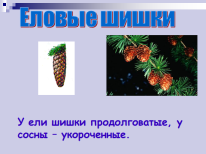 Еловые шишки
У ели шишки продолговатые, у
сосны – укороченные.